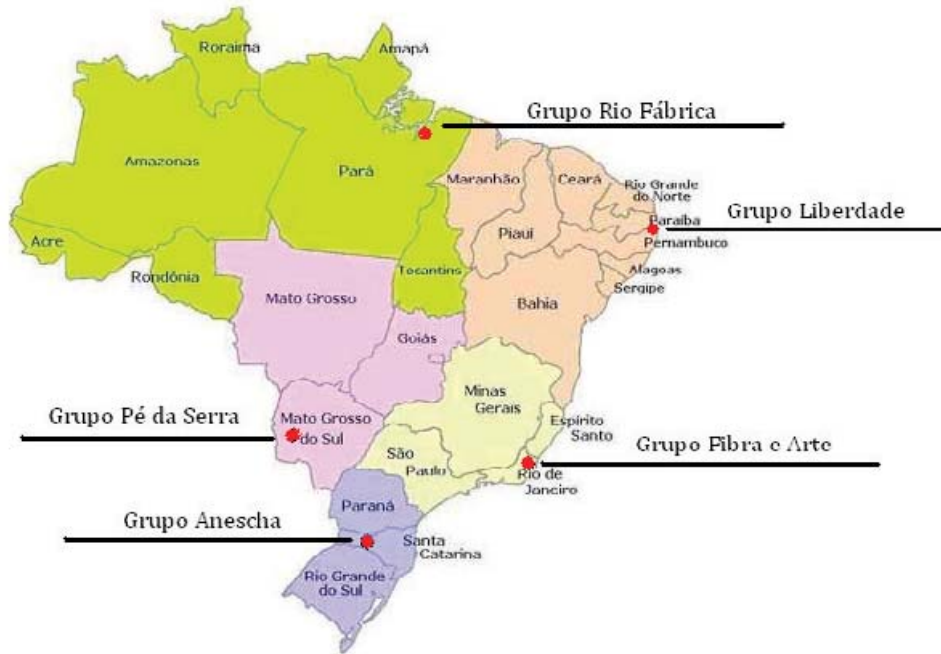 Roraima
Amapá
Grupo Rio Fábrica
Amazonas
Pará
Maranhão
Ceará
Rio Grande
do Norte
Paraíba
Grupo Liberdade
Piauí
Pernambuco
Acre
Alagoas
Rondônia
Tocantins
Sergipe
Mato Grosso
Bahia
Goiás
Minas
Gerais
Grupo Pé da Serra
Mato Grosso
do Sul
Espírito
Santo
São
Paulo
Grupo Fibra e Arte
Rio de
Janeiro
Paraná
Grupo Anescha
Santa
Catarina
Rio Grande
do Sul